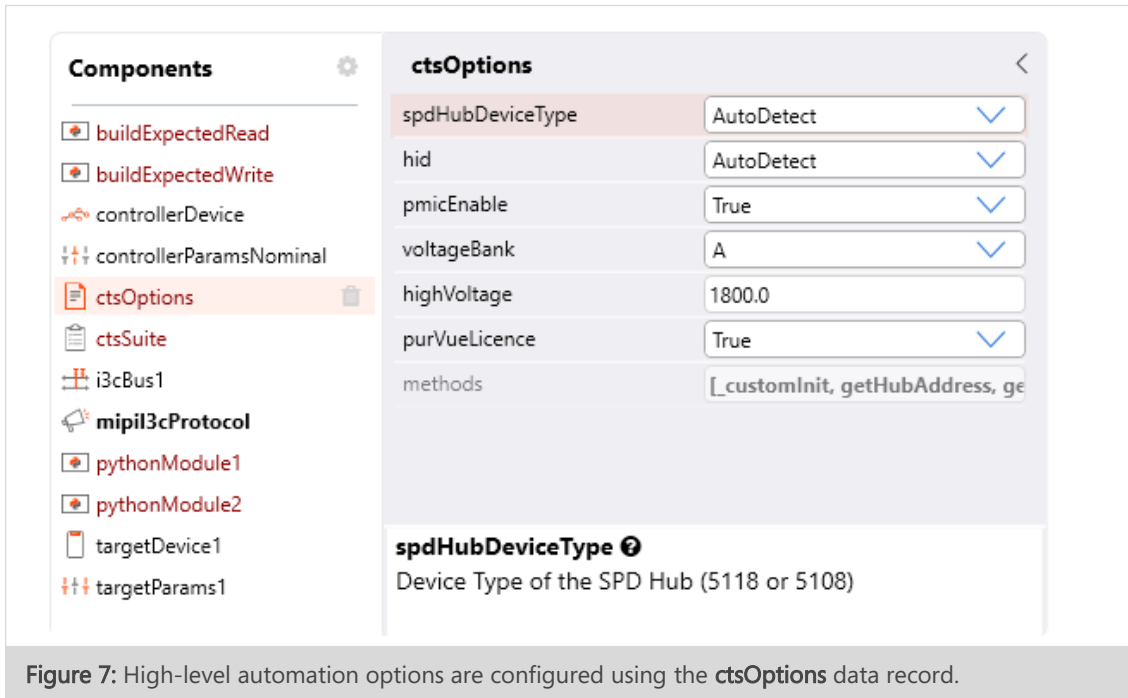 Components
buildExpectedRead
buildExpectedWrite
controllerDevice
controllerParamsNominal
ctsOptions
ctsSuite
i3cBus1
mipiI3cProtocol
pythonModule1
pythonModule2
targetDevice1
targetParams1
ctsOptions
spdHubDeviceType AutoDetect
hid AutoDetect
pmicEnable True
voltageBank A
highVoltage 1800.0
purVueLicence True
methods [_customInit, getHubAddress, ge
spdHubDeviceType ?
Device Type of the SPD Hub (5118 or 5108)
Figure 7: High-level automation options are configured using the ctsOptions data record.